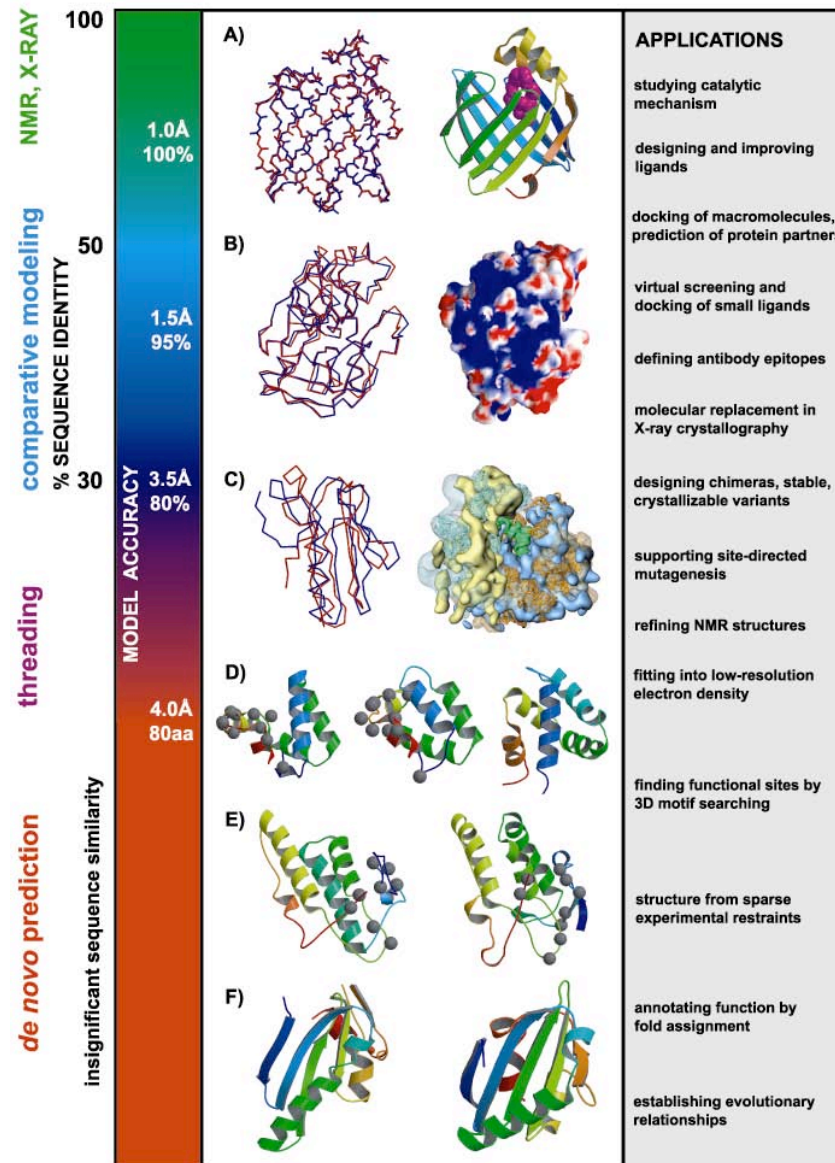 NMR, X-RAY
comparative modeling
threading
de novo prediction
% SEQUENCE IDENTITY
insignificant sequence similarity
100
50
30
MODEL ACCURACY
1.0Å
100%
1.5Å
95%
3.5Å
80%
4.0Å
80aa
A)
B)
C)
D)
E)
F)
APPLICATIONS
studying catalytic
mechanism
designing and improving
ligands
docking of macromolecules,
prediction of protein partners
virtual screening and
docking of small ligands
defining antibody epitopes
molecular replacement in
X-ray crystallography
designing chimeras, stable,
crystallizable variants
supporting site-directed
mutagenesis
refining NMR structures
fitting into low-resolution
electron density
finding functional sites by
3D motif searching
structure from sparse
experimental restraints
annotating function by
fold assignment
establishing evolutionary
relationships